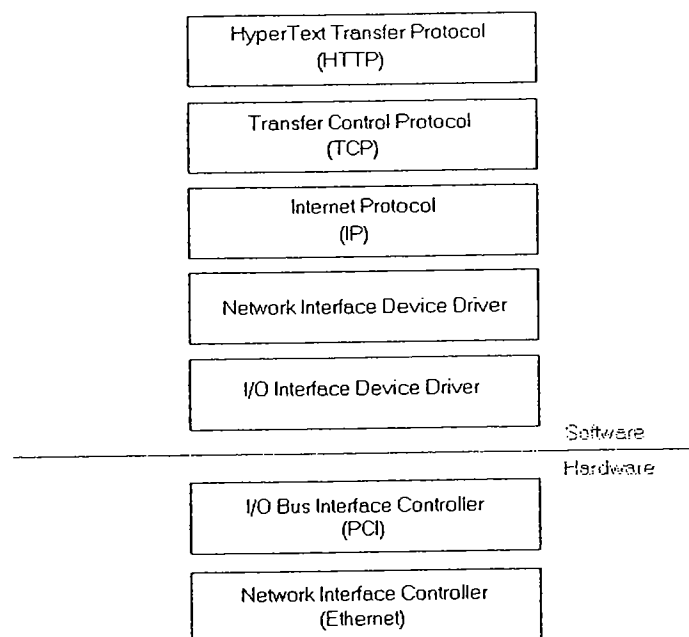 HyperText Transfer Protocol
(HTTP)
Transfer Control Protocol
(TCP)
Internet Protocol
(IP)
Network Interface Device Driver
I/O Interface Device Driver
Software
Hardware
I/O Bus Interface Controller
(PCI)
Network Interface Controller
(Ethernet)